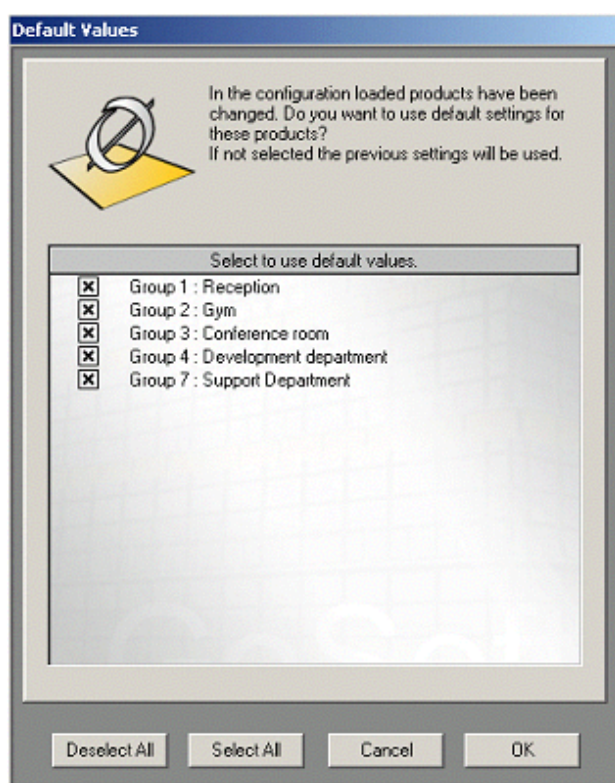 Default Values
In the configuration loaded products have been
changed. Do you want to use default settings for
these products?
If not selected the previous settings will be used.
Select to use default values.
Group 1 : Reception
Group 2 : Gym
Group 3 : Conference room
Group 4 : Development department
Group 7 : Support Department
Deselect All
Select All
Cancel
OK